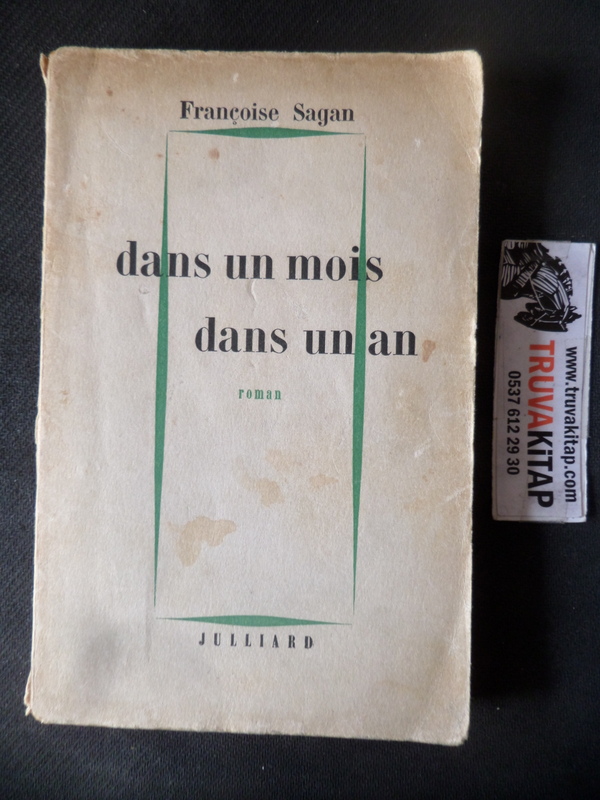 Françoise Sagan
dans un mois
dans un an
roman
JULLIARD
www.truvakitap.com
TRUVAKiTAP
0537 612 29 30